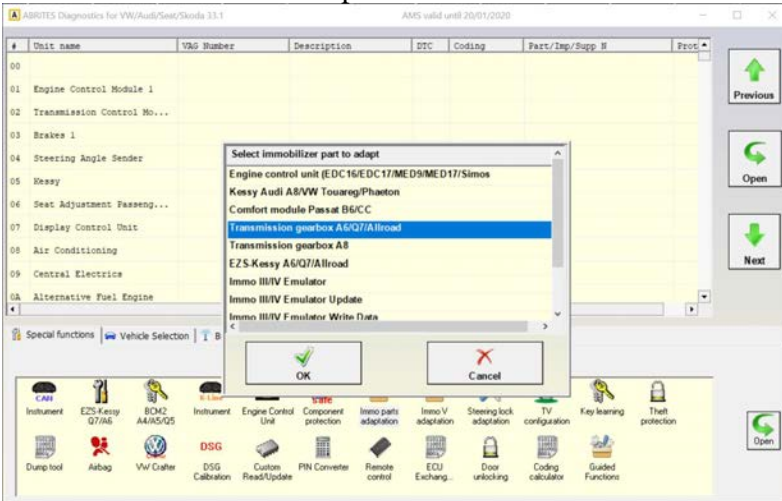 ABRITES Diagnostics for VW/Audi/Seat/Skoda 33.1 AMS valid until 20/01/2020
# Unit name VAG Number Description DTC Coding Part/Imp/Supp N Prot
00
01 Engine Control Module 1
02 Transmission Control Mo...
03 Brakes 1
04 Steering Angle Sender
05 Kessy
06 Seat Adjustment Passeng...
07 Display Control Unit
08 Air Conditioning
09 Central Electrics
0A Alternative Fuel Engine
Previous
Open
Next
Select immobilizer part to adapt
Engine control unit (EDC16/EDC17/MED9/MED17/Simos
Kessy Audi A8/VW Touareg/Phaeton
Comfort module Passat B6/CC
Transmission gearbox A6/Q7/Allroad
Transmission gearbox A8
EZS-Kessy A6/Q7/Allroad
Immo III/IV Emulator
Immo III/IV Emulator Update
Immo III/IV Emulator Write Data
OK Cancel
Special functions Vehicle Selection B
CAN K-Line
Instrument EZS-Kessy Q7/A6 BCM2 A4/A5/Q5 Instrument Engine Control Unit Component protection Immo parts adaptation Immo V adaptation Steering lock adaptation TV configuration Key learning Theft protection
DSG
Dump tool Airbag VW Crafter DSG Calibration Custom Read/Update PIN Converter Remote control ECU Exchang... Door unlocking Coding calculator Guided Functions
Open